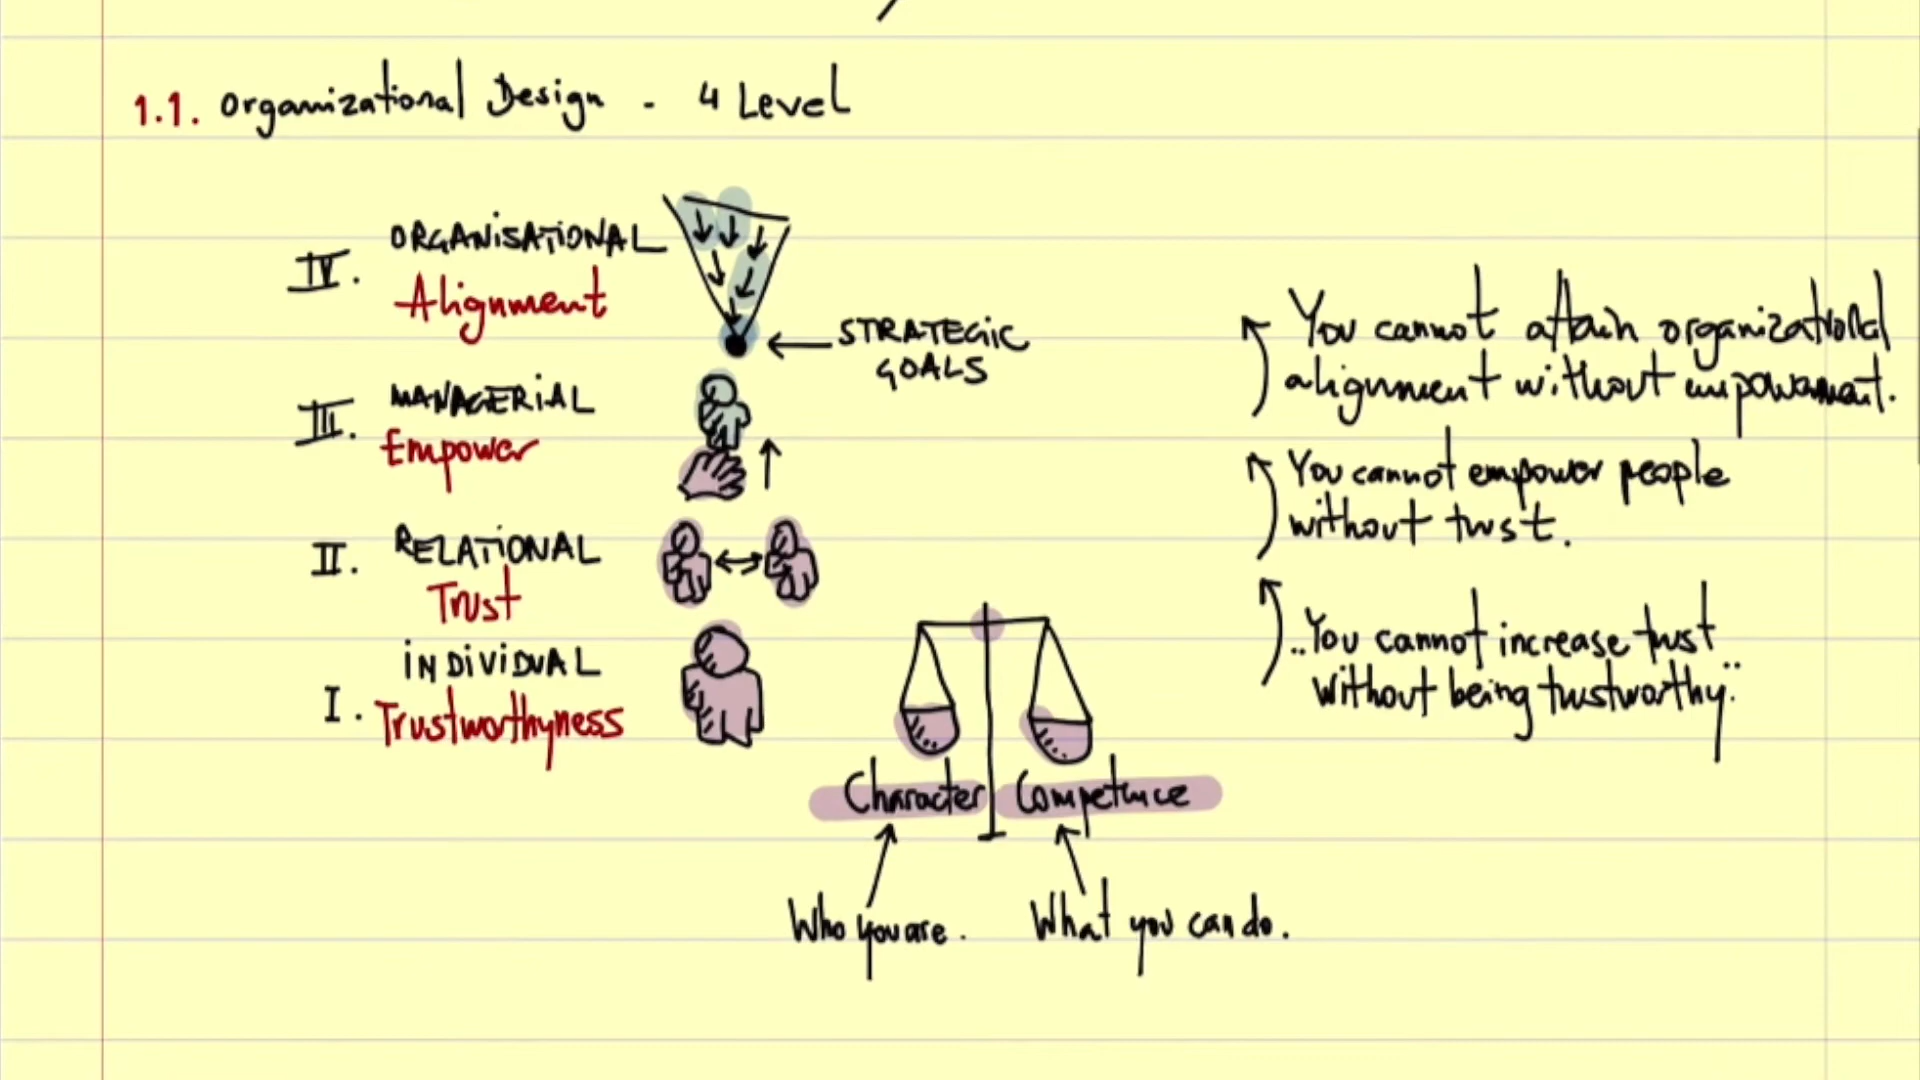 1.1. Organizational Design - 4 Level
IV. ORGANISATIONAL
Alignment
STRATEGIC
GOALS
III. MANAGERIAL
Empower
II. RELATIONAL
Trust
INDIVIDUAL
I. Trustworthyness
Character Competence
Who you are. What you can do.
You cannot attain organizational
alignment without empowerment.
You cannot empower people
without trust.
..You cannot increase trust
without being trustworthy."